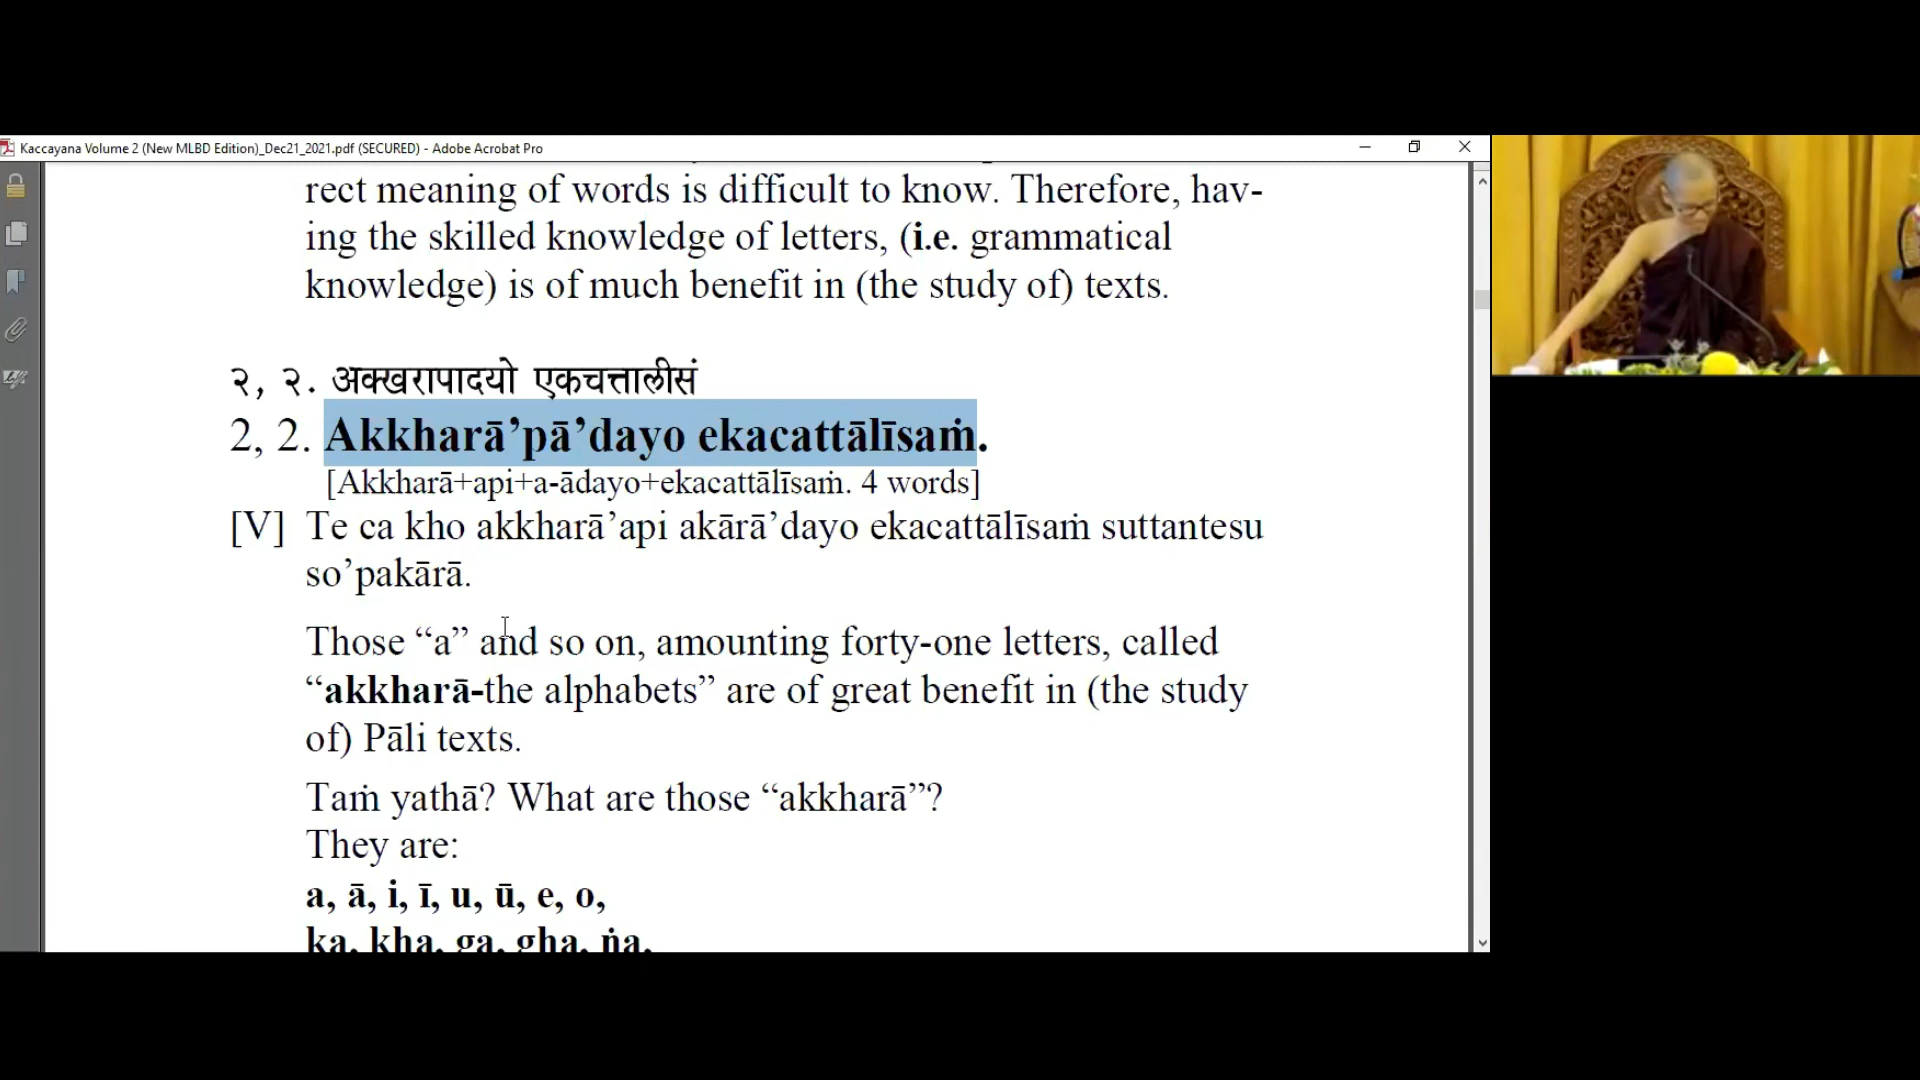 Kaccayana Volume 2 (New MLBD Edition)_Dec21_2021.pdf (SECURED) - Adobe Acrobat Pro
rect meaning of words is difficult to know. Therefore, hav-
ing the skilled knowledge of letters, (i.e. grammatical
knowledge) is of much benefit in (the study of) texts.
२, २. अक्खरापादयो एकचत्तालीसं
2, 2. Akkharā’pā’dayo ekacattālīsaṁ.
[Akkharā+api+a-ādayo+ekacattālīsaṁ. 4 words]
[V] Te ca kho akkharā’api akārā’dayo ekacattālīsaṁ suttantesu
so’pakārā.
Those “a” and so on, amounting forty-one letters, called
“akkharā-the alphabets” are of great benefit in (the study
of) Pāli texts.
Taṁ yathā? What are those “akkharā”?
They are:
a, ā, i, ī, u, ū, e, o,
ka, kha, ga, gha, ṅa,